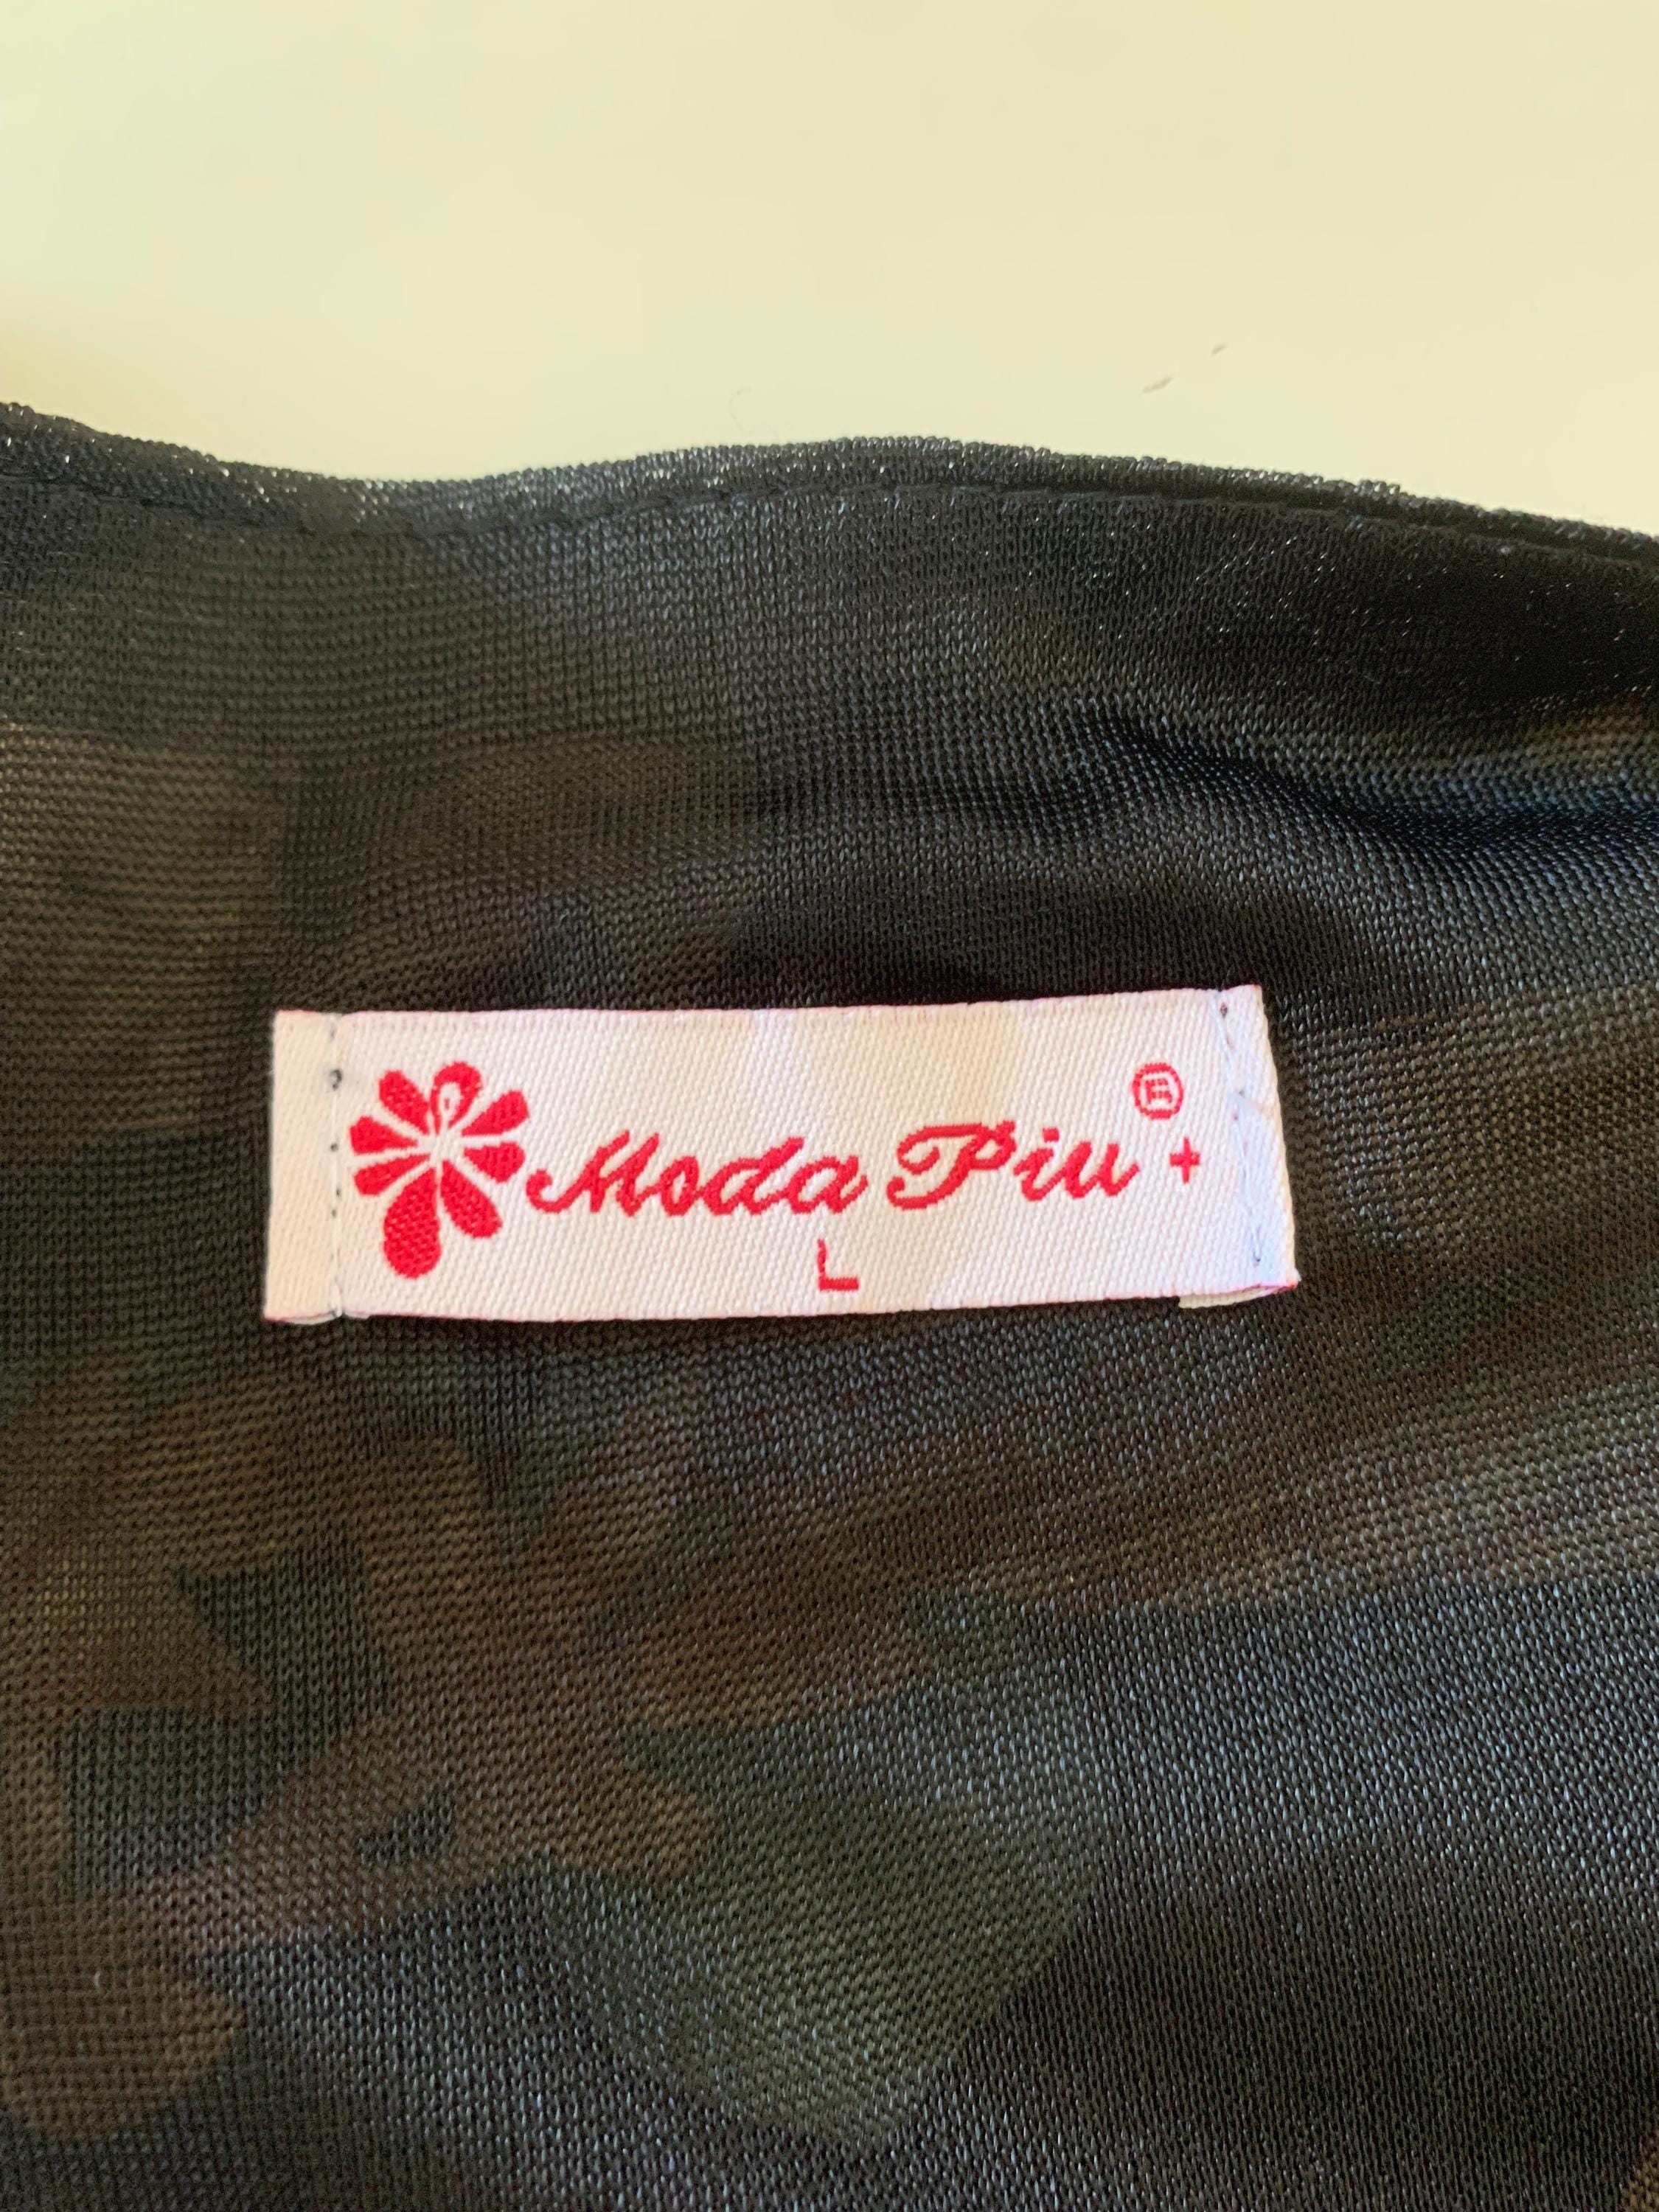 Moda Piu ® +
L